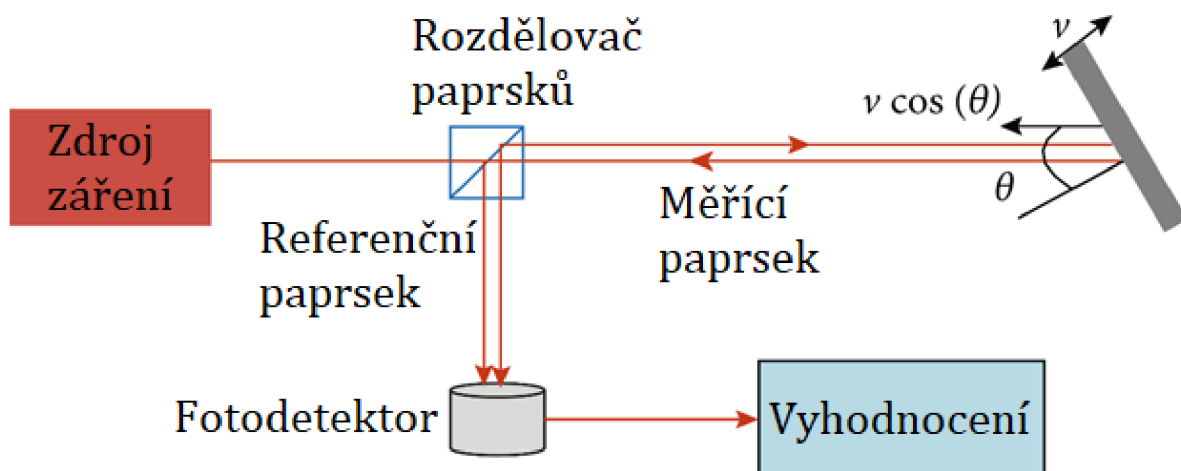 Rozdělovač
paprsků
v
v cos (θ)
Zdroj
záření
θ
Měřící
paprsek
Referenční
paprsek
Fotodetektor
Vyhodnocení